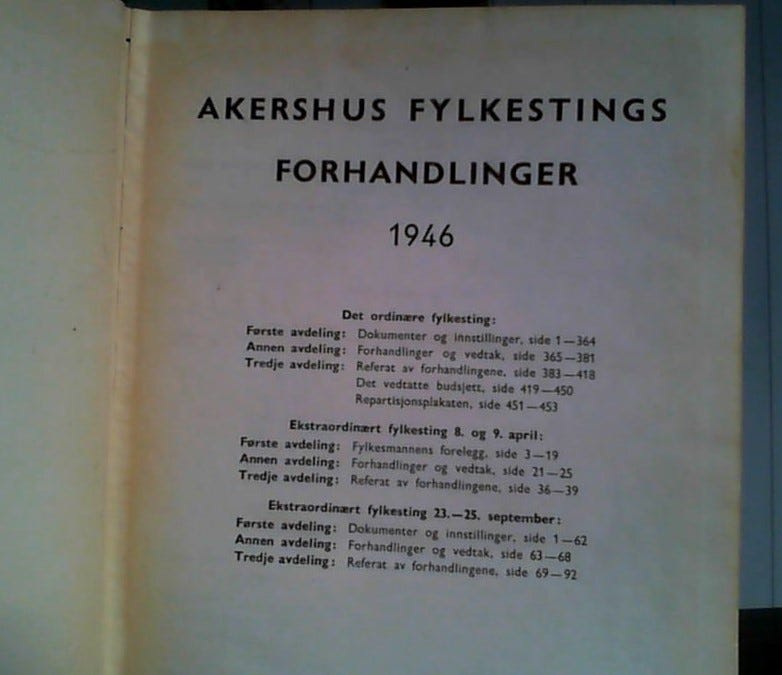 AKERSHUS FYLKESTINGS
FORHANDLINGER
1946
Det ordinære fylkesting:
Første avdeling: Dokumenter og innstillinger, side 1—364
Annen avdeling: Forhandlinger og vedtak, side 365—381
Tredje avdeling: Referat av forhandlingene, side 383—418
Det vedtatte budsjett, side 419—450
Repartisjonsplakaten, side 451—453
Ekstraordinært fylkesting 8. og 9. april:
Første avdeling: Fylkesmannens forelegg, side 3—19
Annen avdeling: Forhandlinger og vedtak, side 21—25
Tredje avdeling: Referat av forhandlingene, side 36—39
Ekstraordinært fylkesting 23.—25. september:
Første avdeling: Dokumenter og innstillinger, side 1—62
Annen avdeling: Forhandlinger og vedtak, side 63—68
Tredje avdeling: Referat av forhandlingene, side 69—92